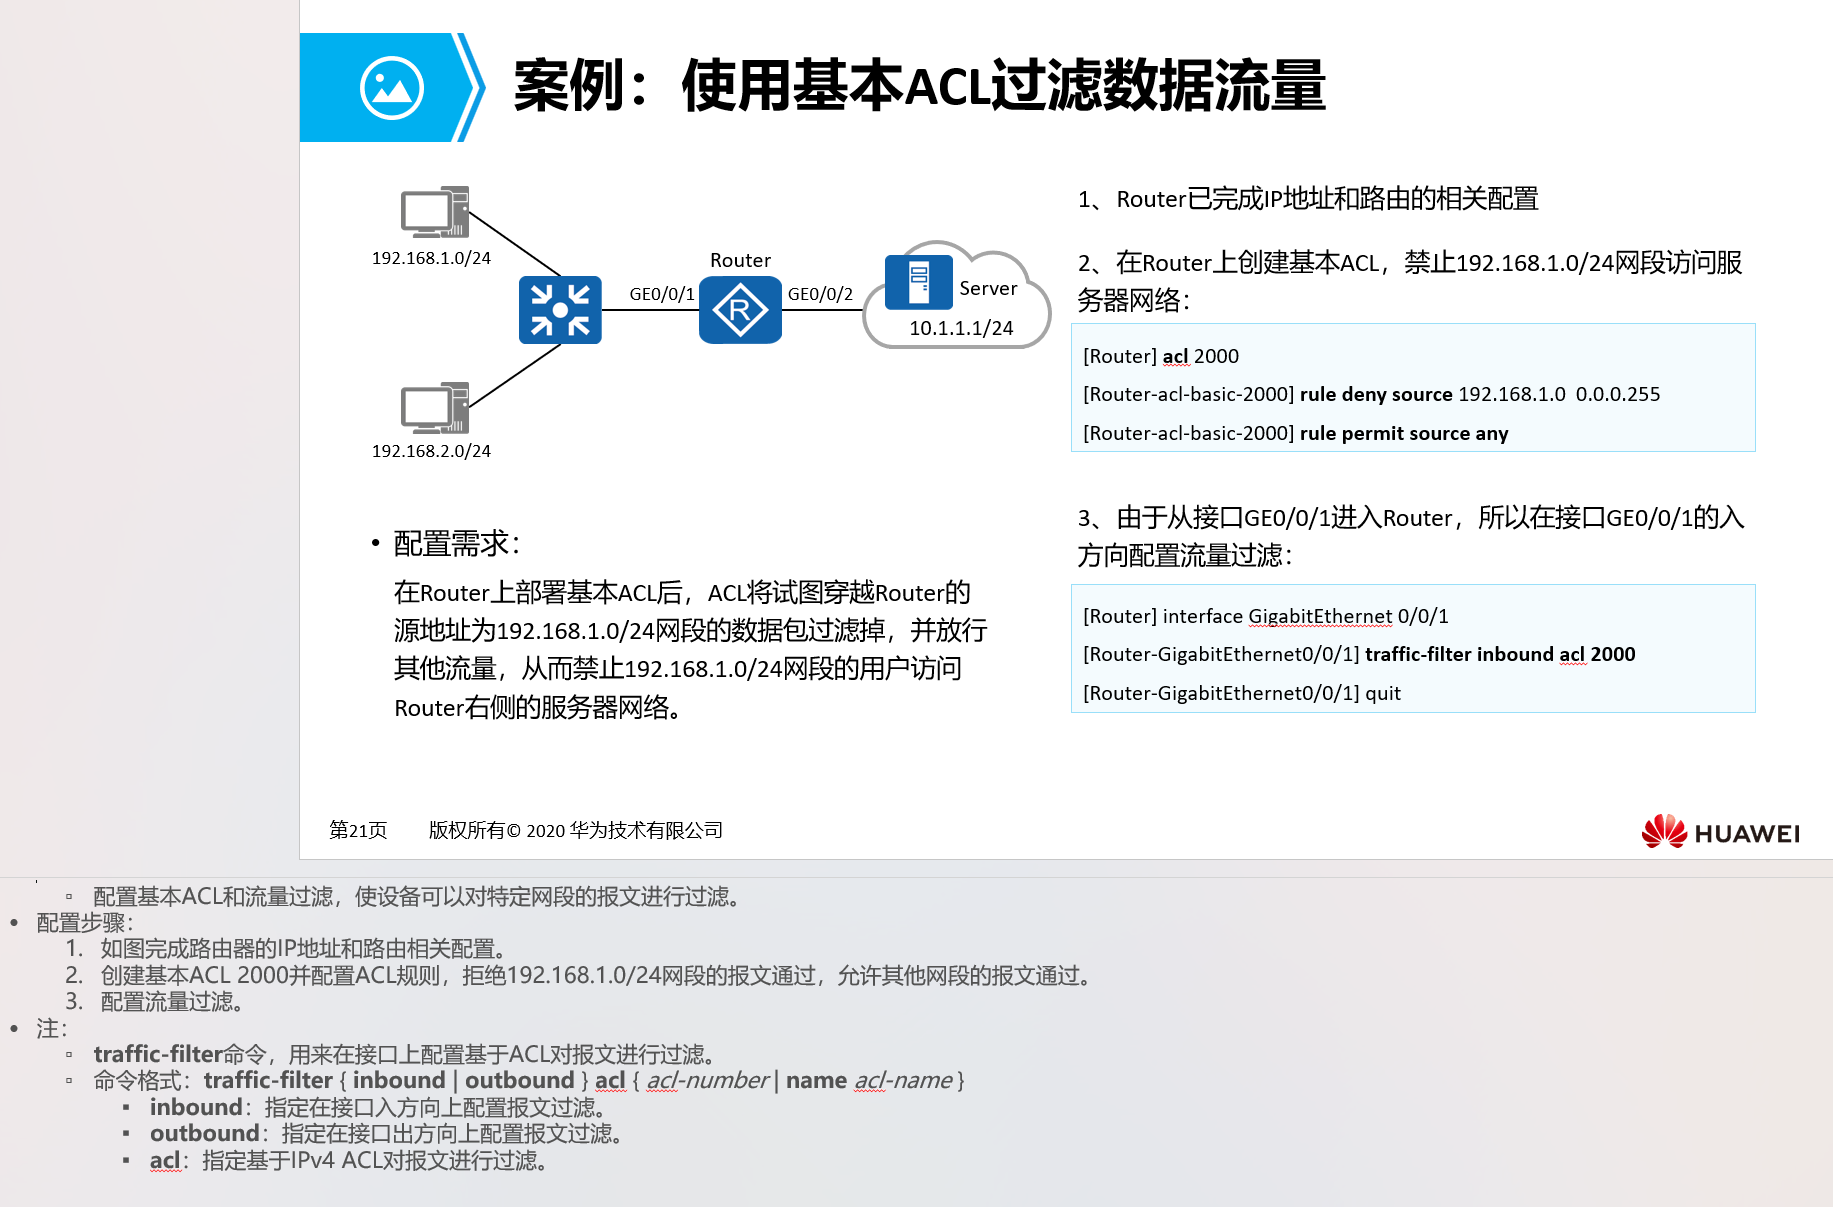 案例：使用基本ACL过滤数据流量
192.168.1.0/24
Router
GE0/0/1
GE0/0/2
Server
10.1.1.1/24
192.168.2.0/24
• 配置需求：
在Router上部署基本ACL后，ACL将试图穿越Router的
源地址为192.168.1.0/24网段的数据包过滤掉，并放行
其他流量，从而禁止192.168.1.0/24网段的用户访问
Router右侧的服务器网络。
1、Router已完成IP地址和路由的相关配置
2、在Router上创建基本ACL，禁止192.168.1.0/24网段访问服
务器网络：
[Router] acl 2000
[Router-acl-basic-2000] rule deny source 192.168.1.0 0.0.0.255
[Router-acl-basic-2000] rule permit source any
3、由于从接口GE0/0/1进入Router，所以在接口GE0/0/1的入
方向配置流量过滤：
[Router] interface GigabitEthernet 0/0/1
[Router-GigabitEthernet0/0/1] traffic-filter inbound acl 2000
[Router-GigabitEthernet0/0/1] quit
第21页 版权所有© 2020 华为技术有限公司
HUAWEI
▫ 配置基本ACL和流量过滤，使设备可以对特定网段的报文进行过滤。
• 配置步骤：
1. 如图完成路由器的IP地址和路由相关配置。
2. 创建基本ACL 2000并配置ACL规则，拒绝192.168.1.0/24网段的报文通过，允许其他网段的报文通过。
3. 配置流量过滤。
• 注：
▫ traffic-filter命令，用来在接口上配置基于ACL对报文进行过滤。
▫ 命令格式：traffic-filter { inbound | outbound } acl { acl-number | name acl-name }
▪ inbound：指定在接口入方向上配置报文过滤。
▪ outbound：指定在接口出方向上配置报文过滤。
▪ acl：指定基于IPv4 ACL对报文进行过滤。